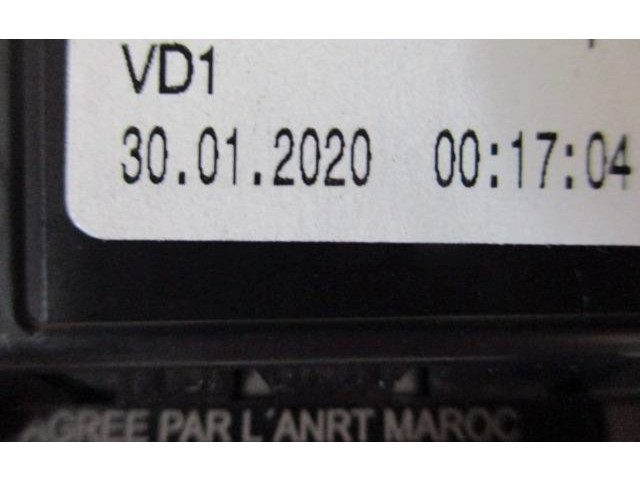 VD1
30.01.2020 00:17:04
AGREE PAR L´ANRT MAROC